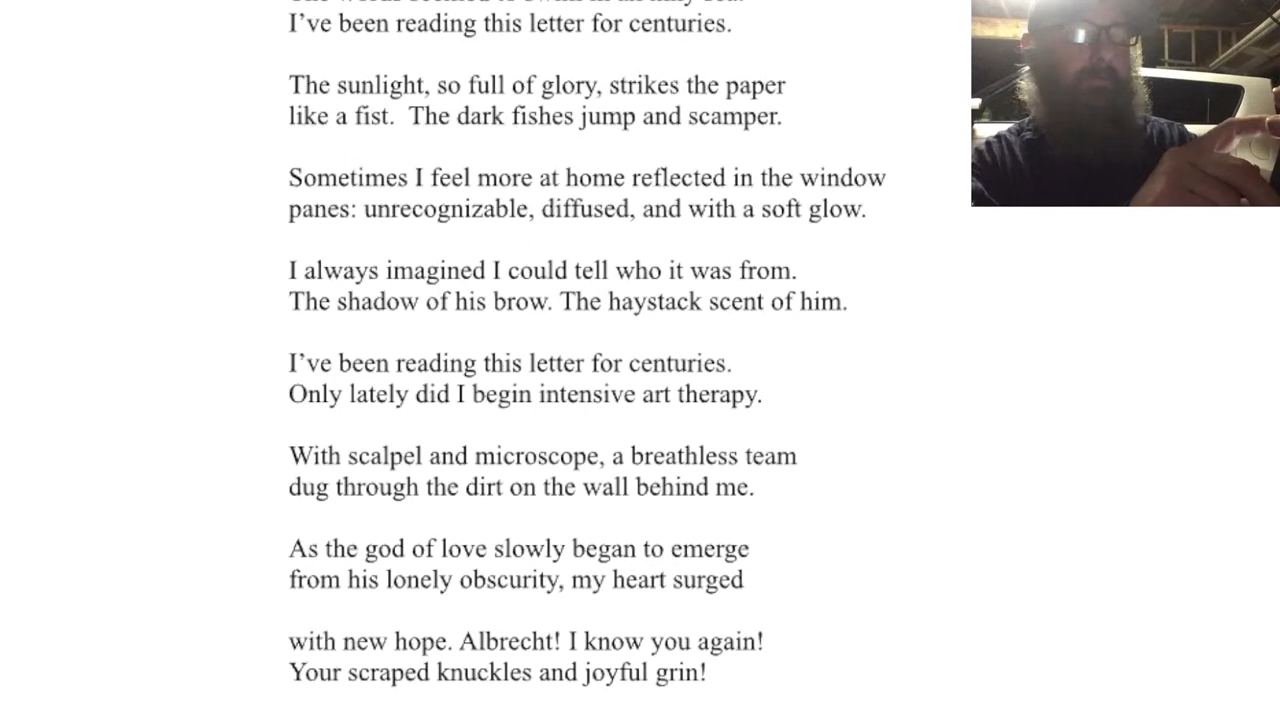 I’ve been reading this letter for centuries.
The sunlight, so full of glory, strikes the paper
like a fist.  The dark fishes jump and scamper.
Sometimes I feel more at home reflected in the window
panes: unrecognizable, diffused, and with a soft glow.
I always imagined I could tell who it was from.
The shadow of his brow. The haystack scent of him.
I’ve been reading this letter for centuries.
Only lately did I begin intensive art therapy.
With scalpel and microscope, a breathless team
dug through the dirt on the wall behind me.
As the god of love slowly began to emerge
from his lonely obscurity, my heart surged
with new hope. Albrecht! I know you again!
Your scraped knuckles and joyful grin!